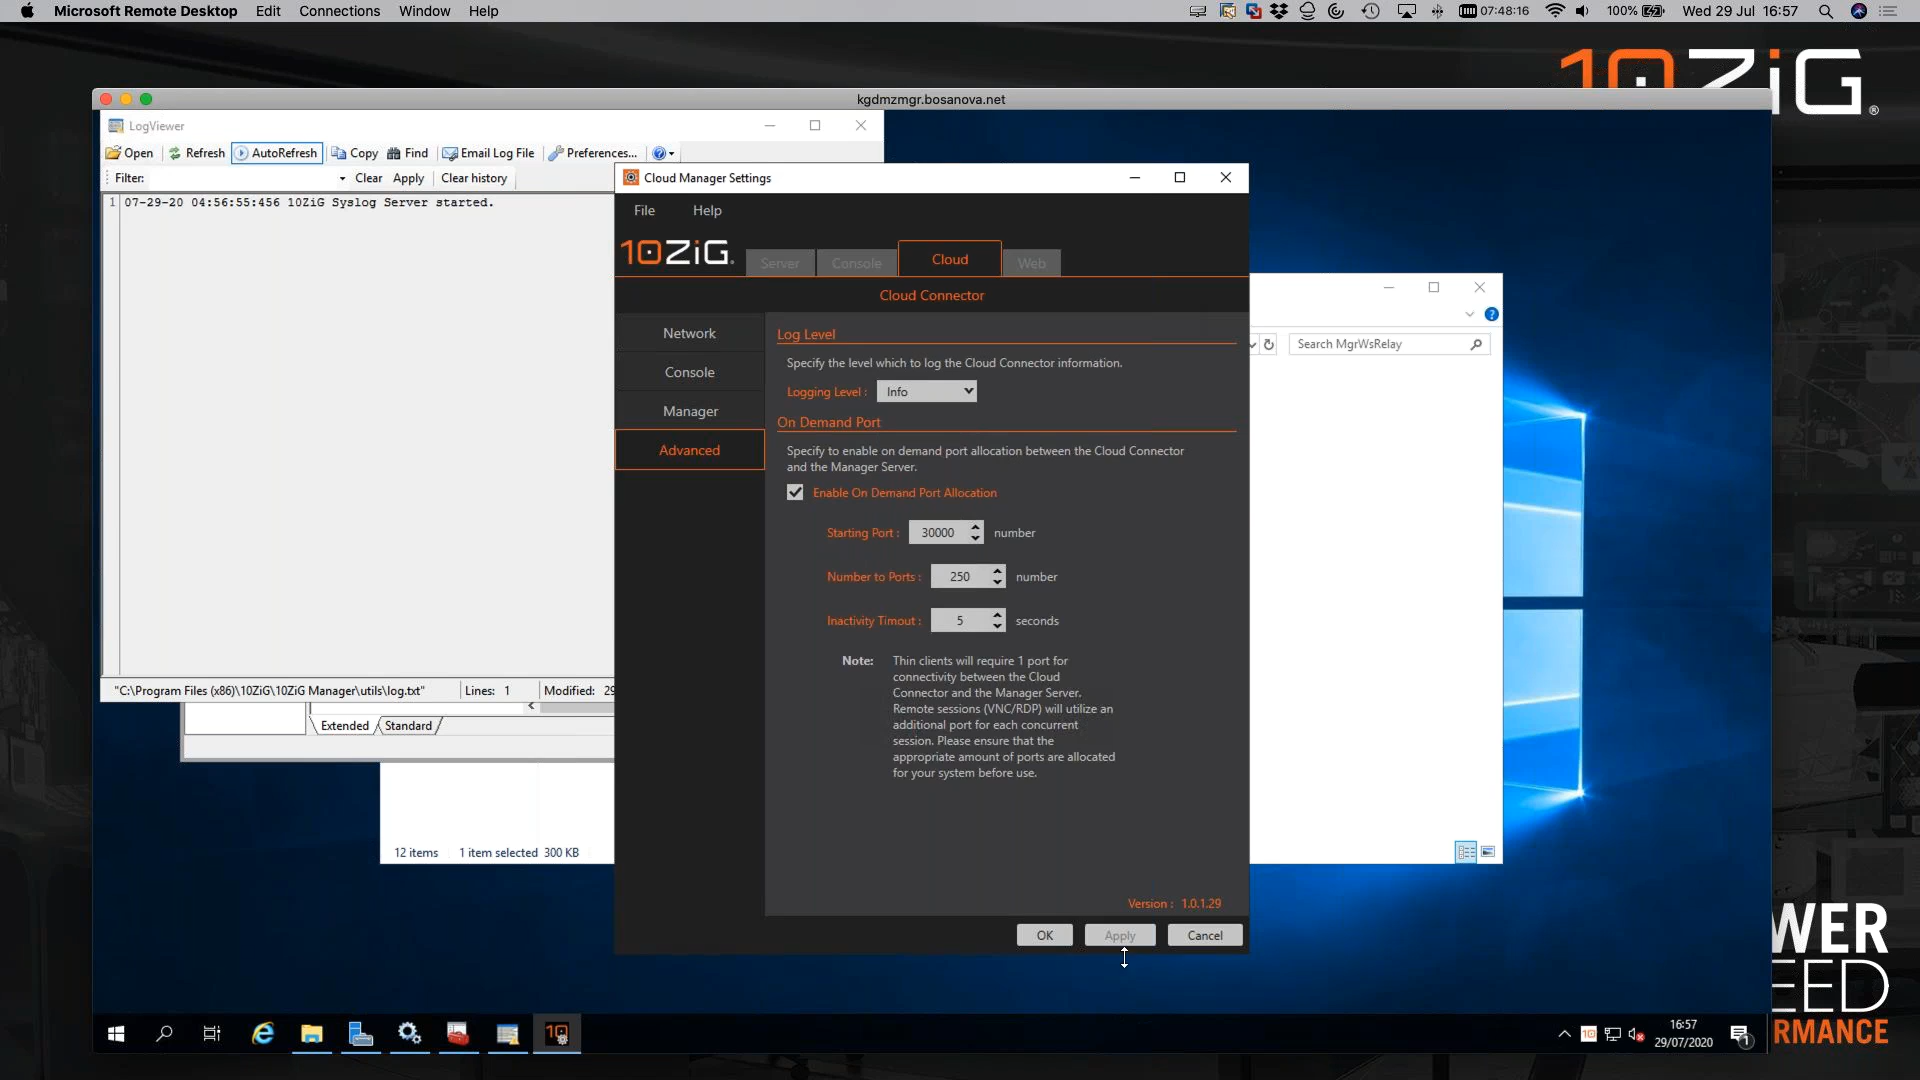 Microsoft Remote Desktop Edit Connections Window Help
07:48:16 100% Wed 29 Jul 16:57
10ZiG®
kgdmzmgr.bosanova.net
LogViewer
Open Refresh AutoRefresh Copy Find Email Log File Preferences...
Filter: Clear Apply Clear history
1 07-29-20 04:56:55:456 10ZiG Syslog Server started.
"C:\Program Files (x86)\10ZiG\10ZiG Manager\utils\log.txt" Lines: 1 Modified: 29
Extended Standard
12 items 1 item selected 300 KB
Search MgrWsRelay
Cloud Manager Settings
File Help
10ZiG. Server Console Cloud Web
Cloud Connector
Network
Console
Manager
Advanced
Log Level
Specify the level which to log the Cloud Connector information.
Logging Level : Info
On Demand Port
Specify to enable on demand port allocation between the Cloud Connector
and the Manager Server.
Enable On Demand Port Allocation
Starting Port : 30000 number
Number to Ports : 250 number
Inactivity Timout : 5 seconds
Note: Thin clients will require 1 port for
connectivity between the Cloud
Connector and the Manager Server.
Remote sessions (VNC/RDP) will utilize an
additional port for each concurrent
session. Please ensure that the
appropriate amount of ports are allocated
for your system before use.
Version : 1.0.1.29
OK Apply Cancel
WER
EED
RMANCE
10
10
16:57
29/07/2020
1